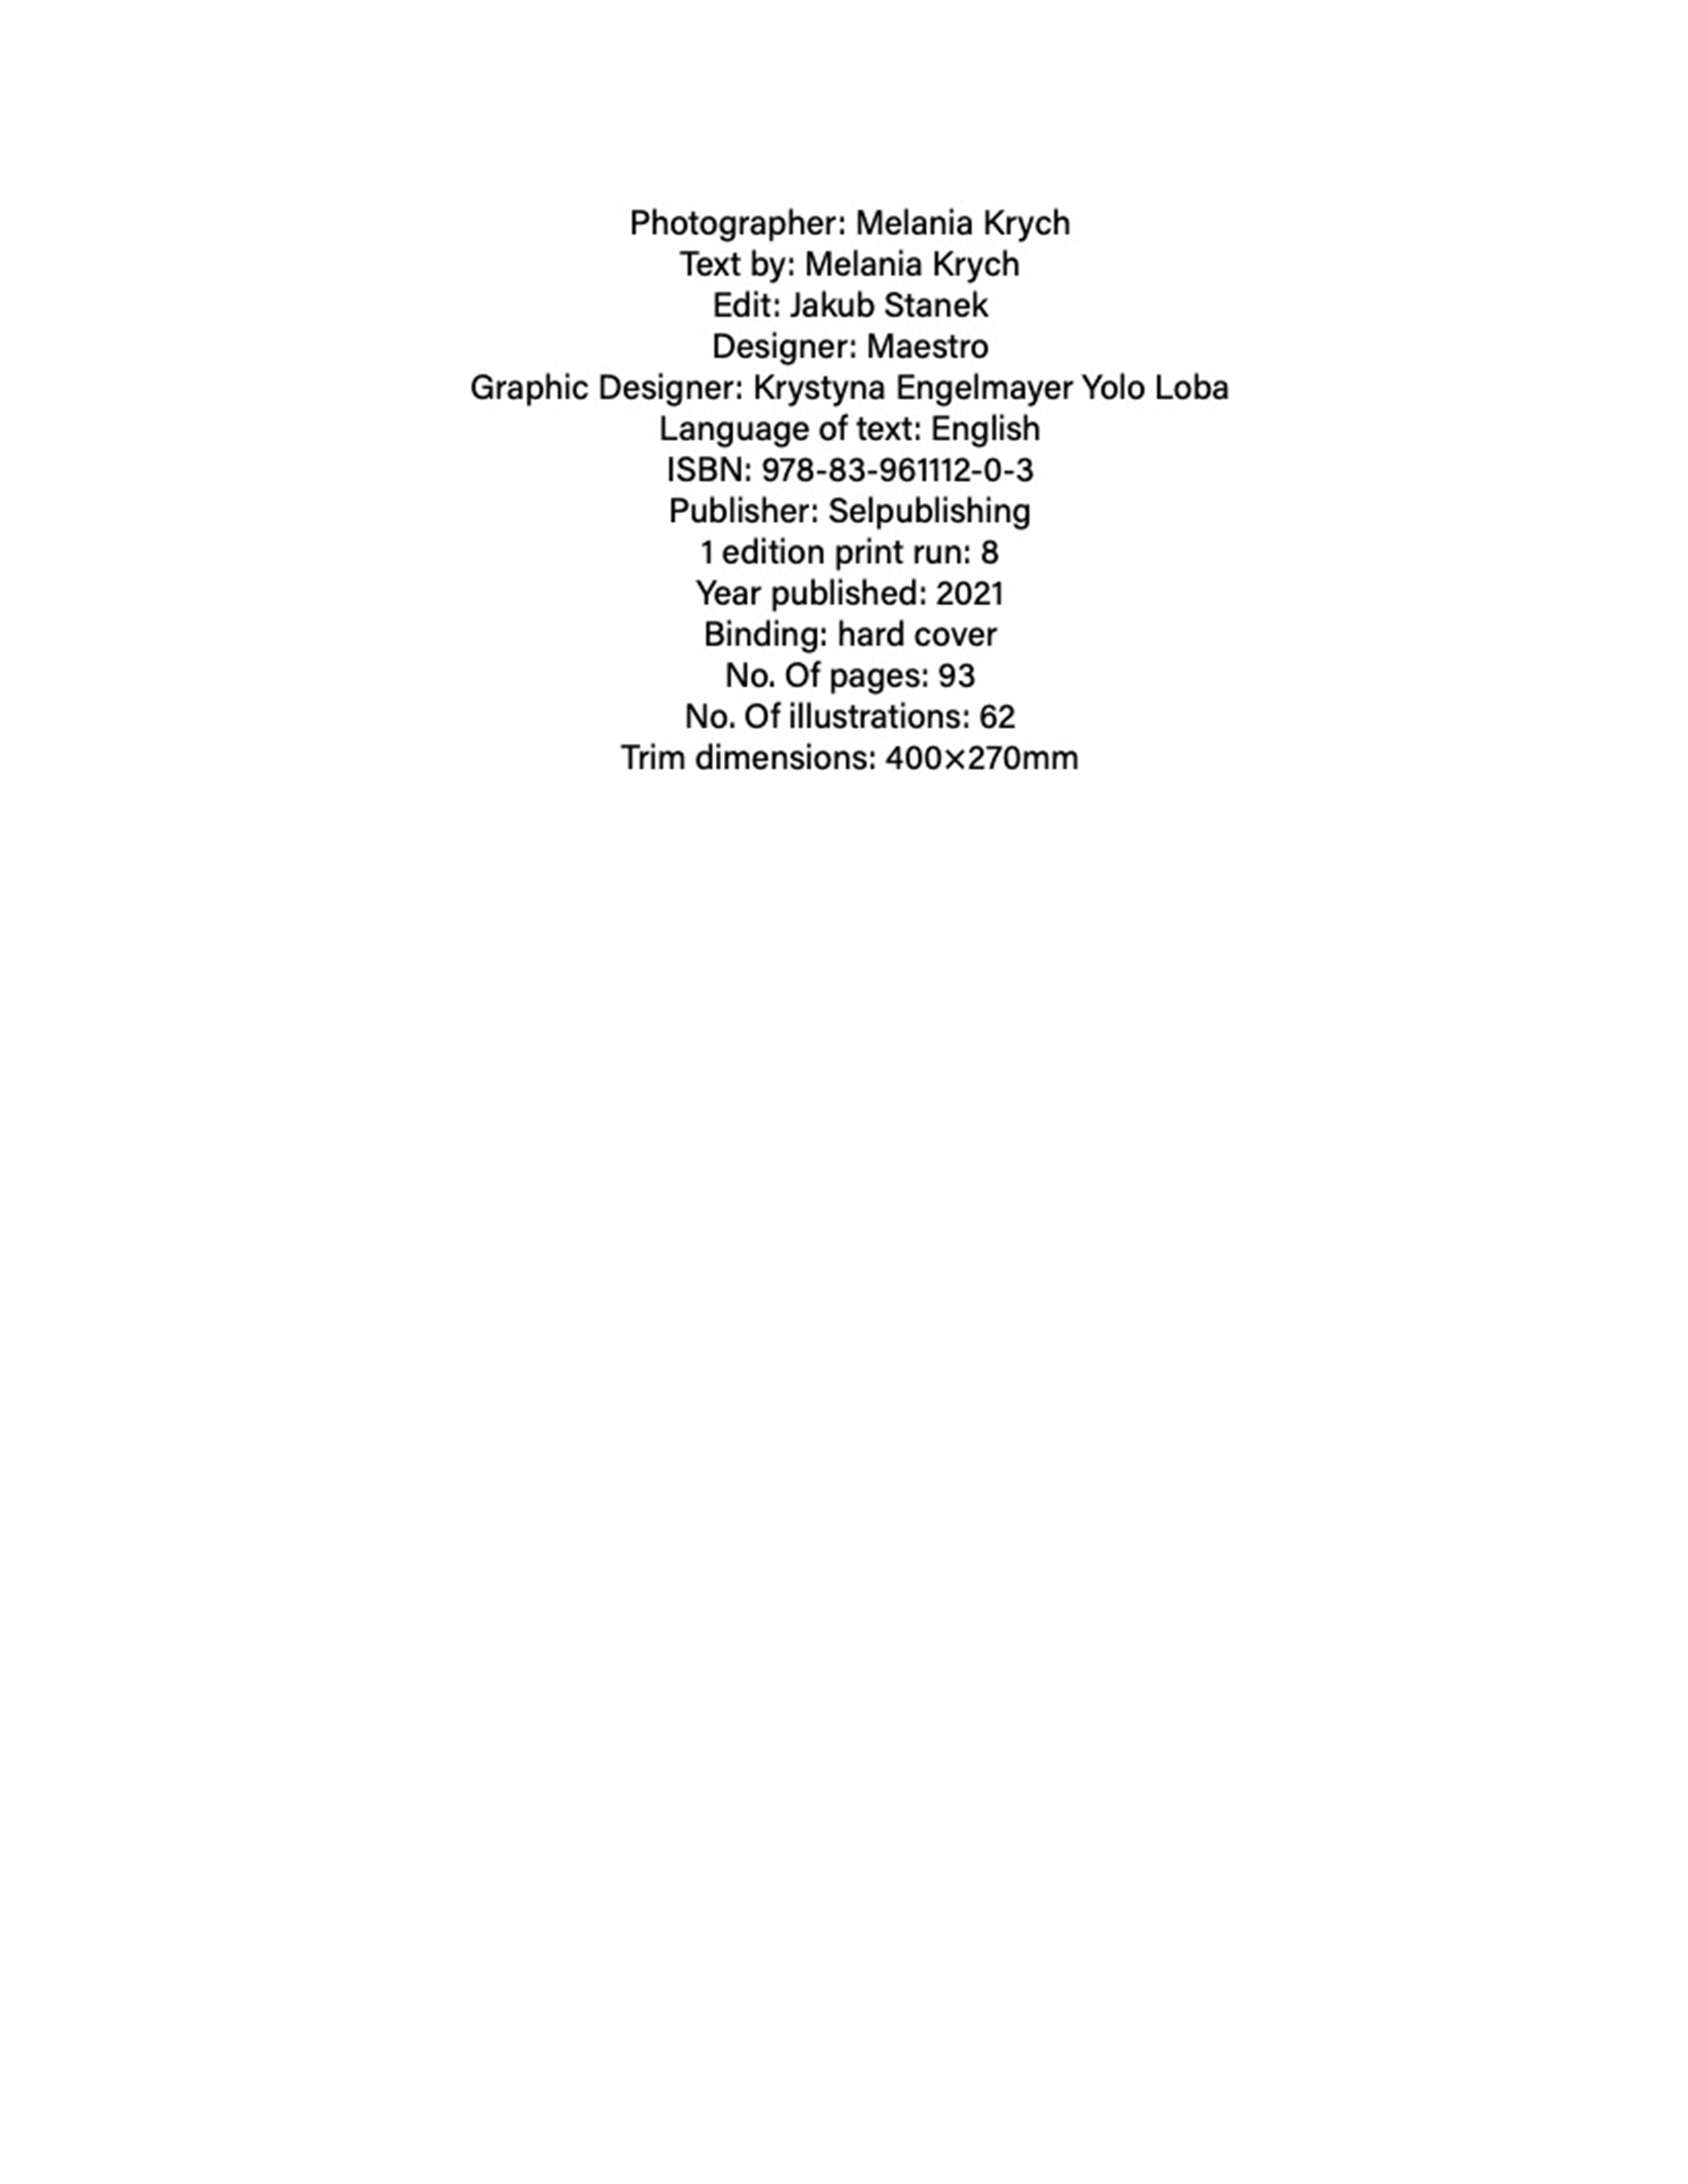 Photographer: Melania Krych
Text by: Melania Krych
Edit: Jakub Stanek
Designer: Maestro
Graphic Designer: Krystyna Engelmayer Yolo Loba
Language of text: English
ISBN: 978-83-961112-0-3
Publisher: Selpublishing
1 edition print run: 8
Year published: 2021
Binding: hard cover
No. Of pages: 93
No. Of illustrations: 62
Trim dimensions: 400×270mm